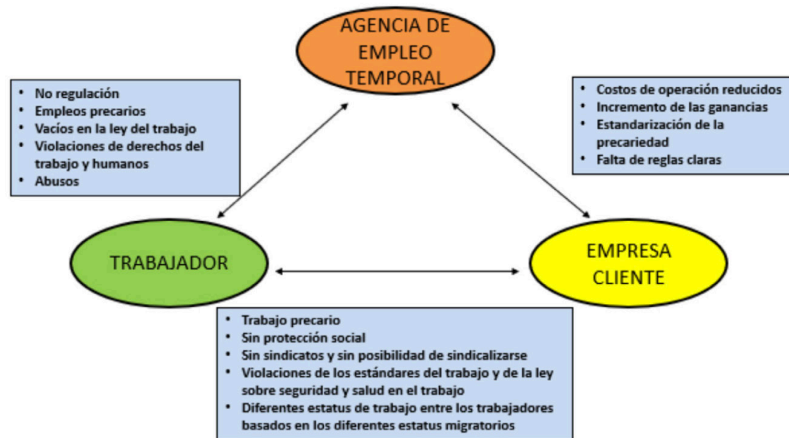 AGENCIA DE
EMPLEO
TEMPORAL
• No regulación
• Empleos precarios
• Vacíos en la ley del trabajo
• Violaciones de derechos del
trabajo y humanos
• Abusos
• Costos de operación reducidos
• Incremento de las ganancias
• Estandarización de la
precariedad
• Falta de reglas claras
TRABAJADOR
EMPRESA
CLIENTE
• Trabajo precario
• Sin protección social
• Sin sindicatos y sin posibilidad de sindicalizarse
• Violaciones de los estándares del trabajo y de la ley
sobre seguridad y salud en el trabajo
• Diferentes estatus de trabajo entre los trabajadores
basados en los diferentes estatus migratorios